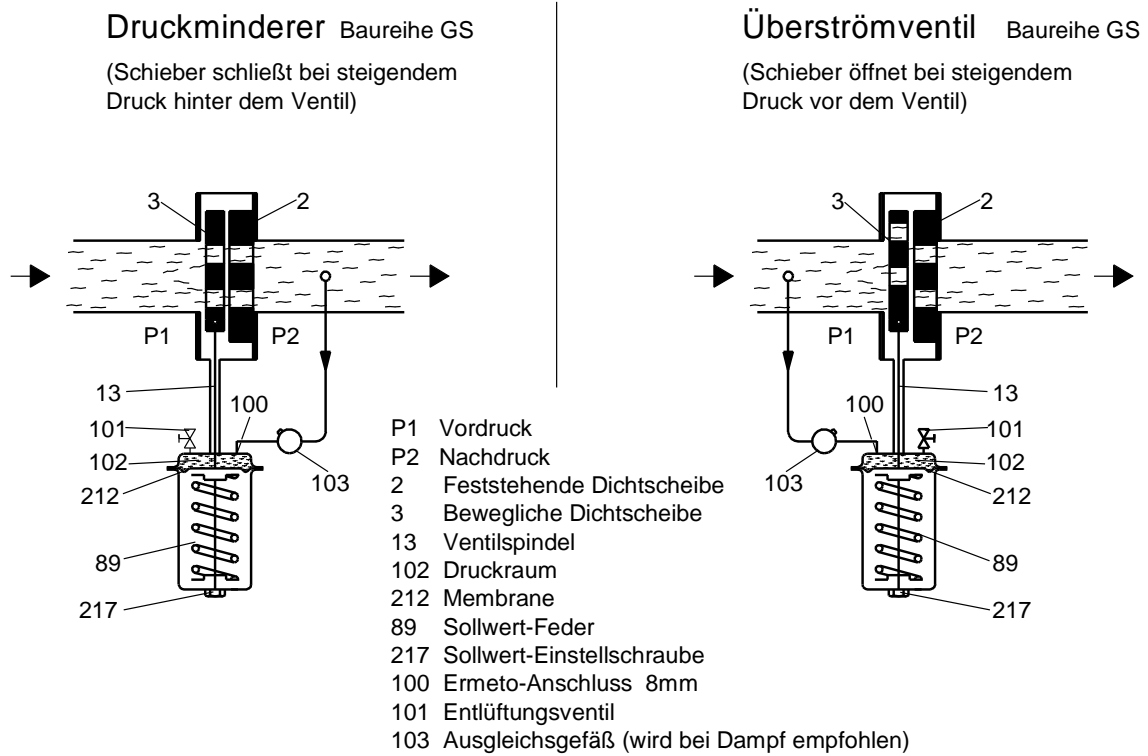 Druckminderer Baureihe GS
(Schieber schließt bei steigendem
Druck hinter dem Ventil)
3
2
P1
P2
13
100
101
102
212
103
89
217
Überströmventil Baureihe GS
(Schieber öffnet bei steigendem
Druck vor dem Ventil)
3
2
P1
P2
13
100
101
102
103
212
89
217
P1 Vordruck
P2 Nachdruck
2 Feststehende Dichtscheibe
3 Bewegliche Dichtscheibe
13 Ventilspindel
102 Druckraum
212 Membrane
89 Sollwert-Feder
217 Sollwert-Einstellschraube
100 Ermeto-Anschluss 8mm
101 Entlüftungsventil
103 Ausgleichsgefäß (wird bei Dampf empfohlen)